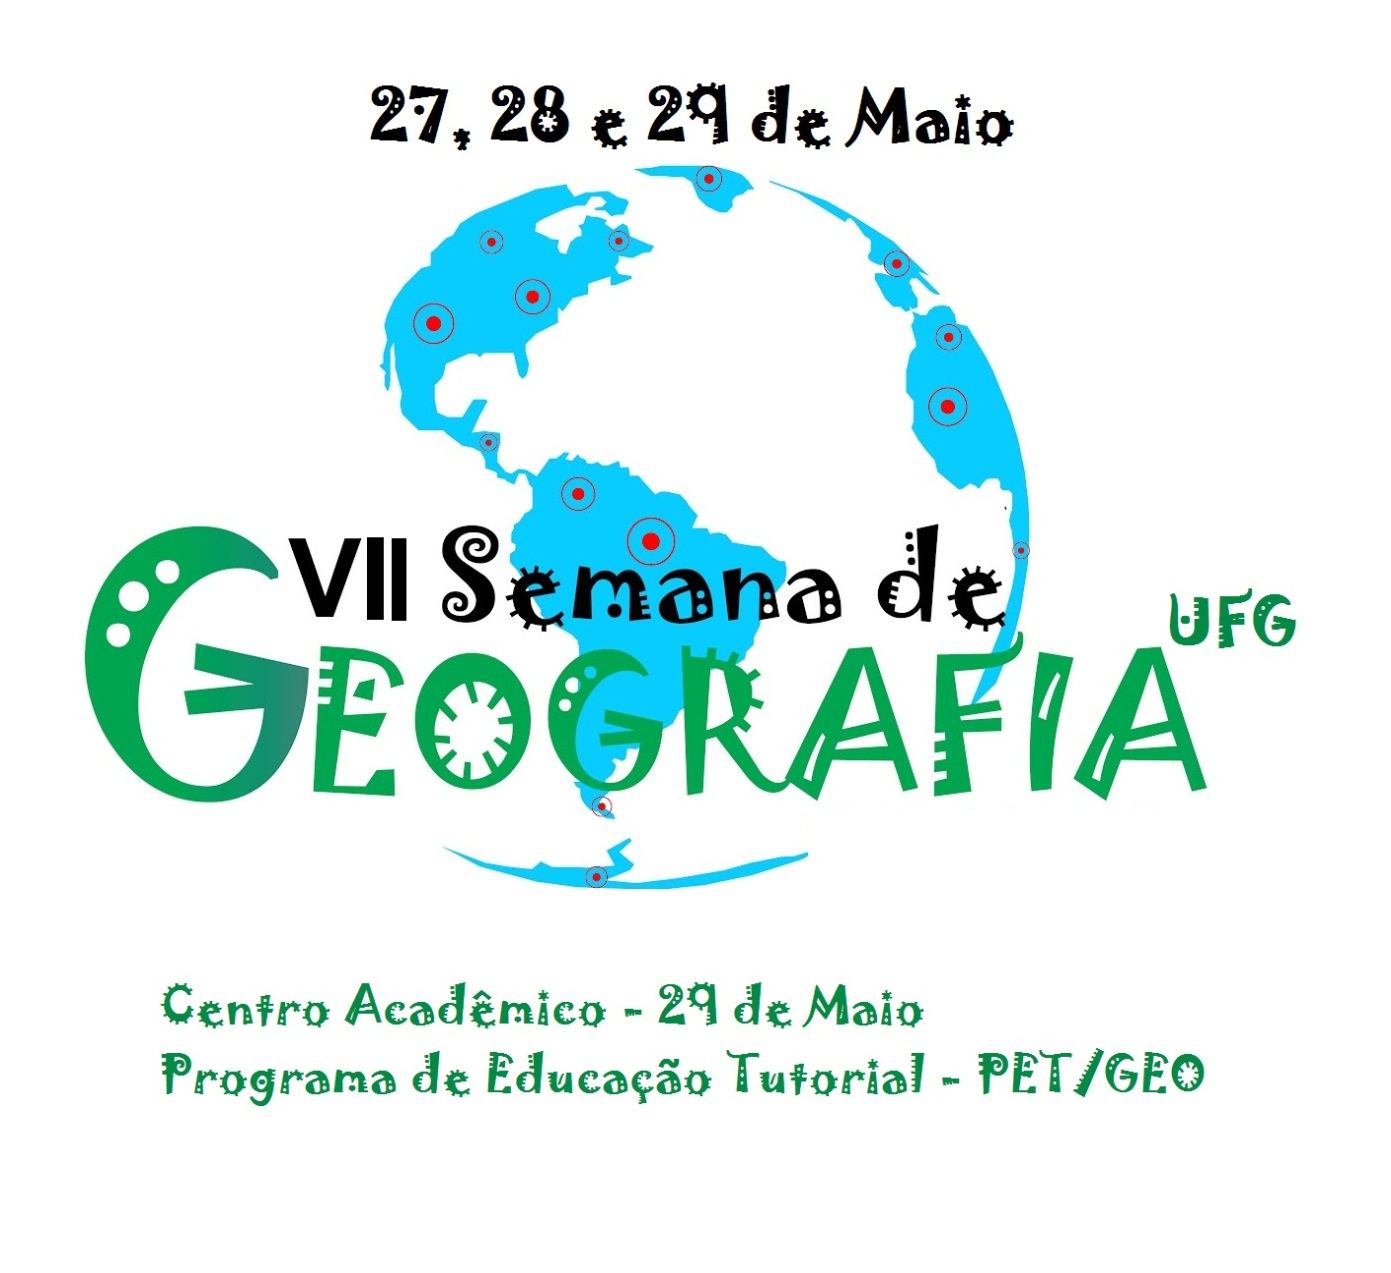 27, 28 e 29 de Maio
VII Semana de
GEOGRAFIA UFG
Centro Acadêmico - 29 de Maio
Programa de Educação Tutorial - PET/GEO